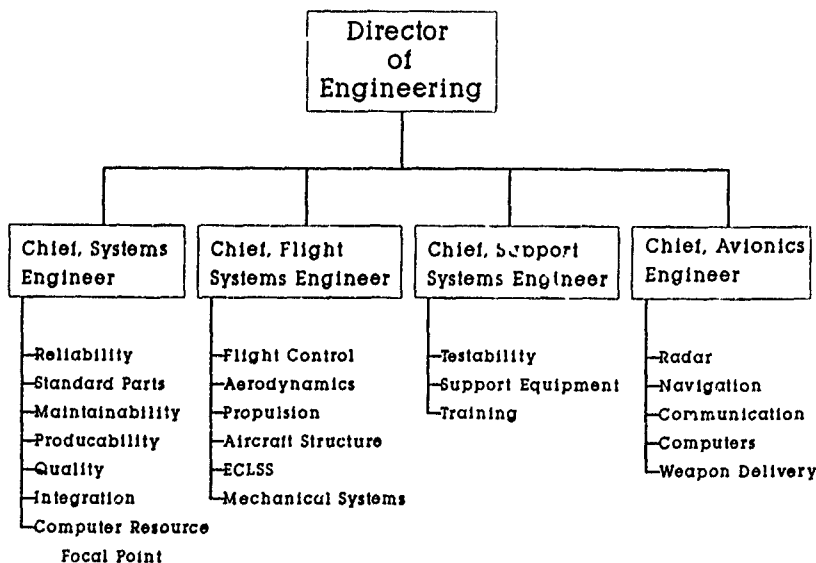 Director
of
Engineering
Chief, Systems
Engineer
Chief, Flight
Systems Engineer
Chief, Support
Systems Engineer
Chief, Avionics
Engineer
Reliability
Standard Parts
Maintainability
Producability
Quality
Integration
Computer Resource
Focal Point
Flight Control
Aerodynamics
Propulsion
Aircraft Structure
ECLSS
Mechanical Systems
Testability
Support Equipment
Training
Radar
Navigation
Communication
Computers
Weapon Delivery